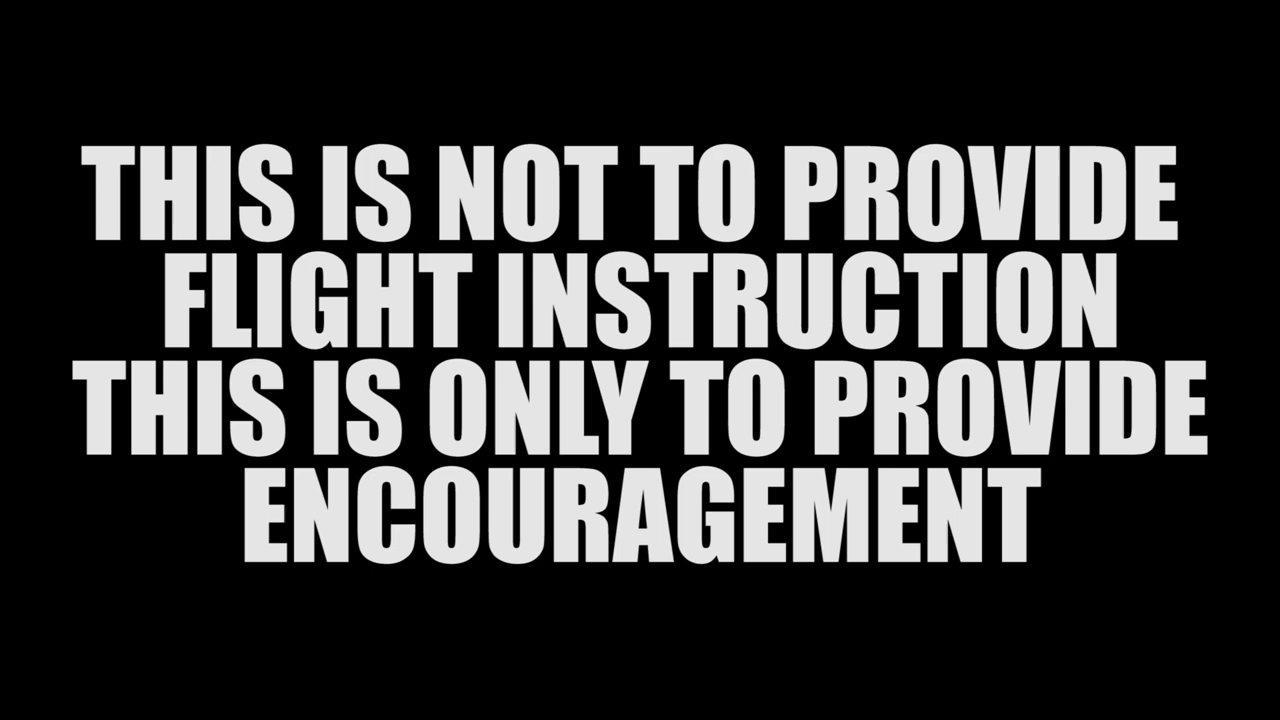 THIS IS NOT TO PROVIDE
FLIGHT INSTRUCTION
THIS IS ONLY TO PROVIDE
ENCOURAGEMENT